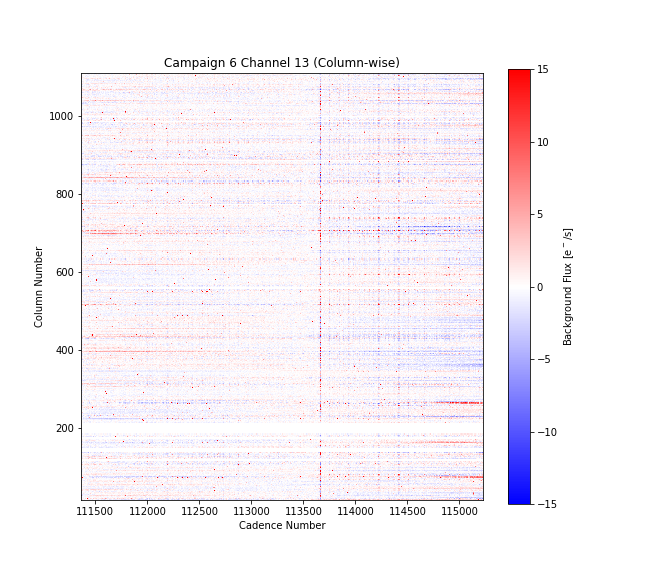 Campaign 6 Channel 13 (Column-wise)
1000
800
600
400
200
Column Number
111500 112000 112500 113000 113500 114000 114500 115000
Cadence Number
15
10
5
0
−5
−10
−15
Background Flux [e⁻/s]